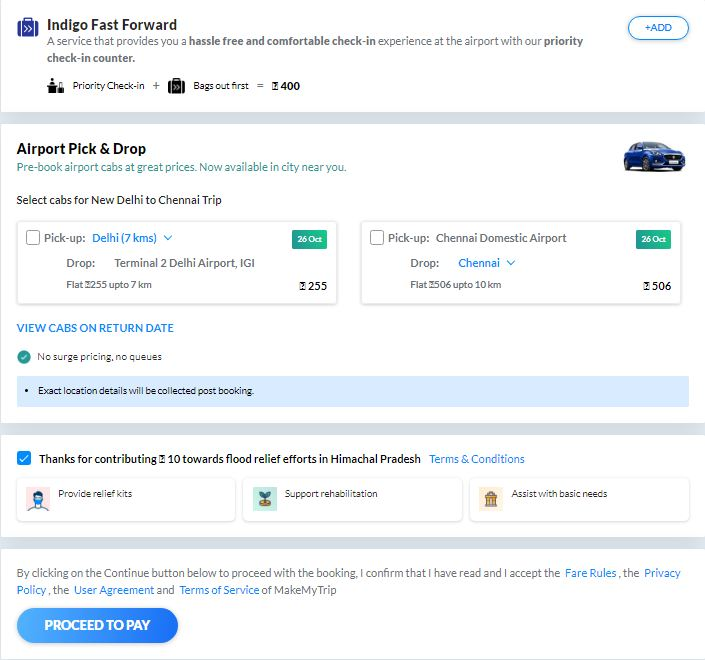 Indigo Fast Forward
+ADD
A service that provides you a hassle free and comfortable check-in experience at the airport with our priority
check-in counter.
Priority Check-in + Bags out first = 400
Airport Pick & Drop
Pre-book airport cabs at great prices. Now available in city near you.
Select cabs for New Delhi to Chennai Trip
Pick-up: Delhi (7 kms) 26 Oct
Drop: Terminal 2 Delhi Airport, IGI
Flat 255 upto 7 km 255
Pick-up: Chennai Domestic Airport 26 Oct
Drop: Chennai
Flat 506 upto 10 km 506
VIEW CABS ON RETURN DATE
No surge pricing, no queues
• Exact location details will be collected post booking.
Thanks for contributing 10 towards flood relief efforts in Himachal Pradesh Terms & Conditions
Provide relief kits
Support rehabilitation
Assist with basic needs
By clicking on the Continue button below to proceed with the booking, I confirm that I have read and I accept the Fare Rules , the Privacy
Policy , the User Agreement and Terms of Service of MakeMyTrip
PROCEED TO PAY